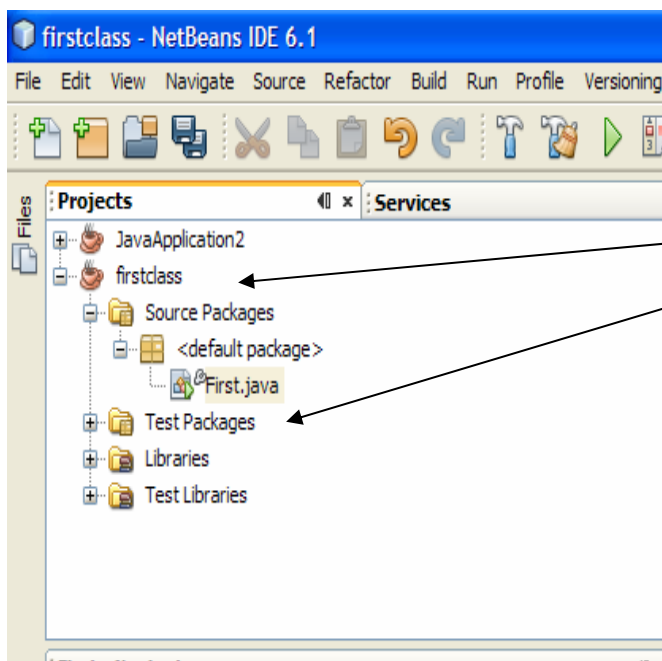 firstclass - NetBeans IDE 6.1
File Edit View Navigate Source Refactor Build Run Profile Versioning
Files
Projects Services
JavaApplication2
firstclass
Source Packages
<default package>
First.java
Test Packages
Libraries
Test Libraries